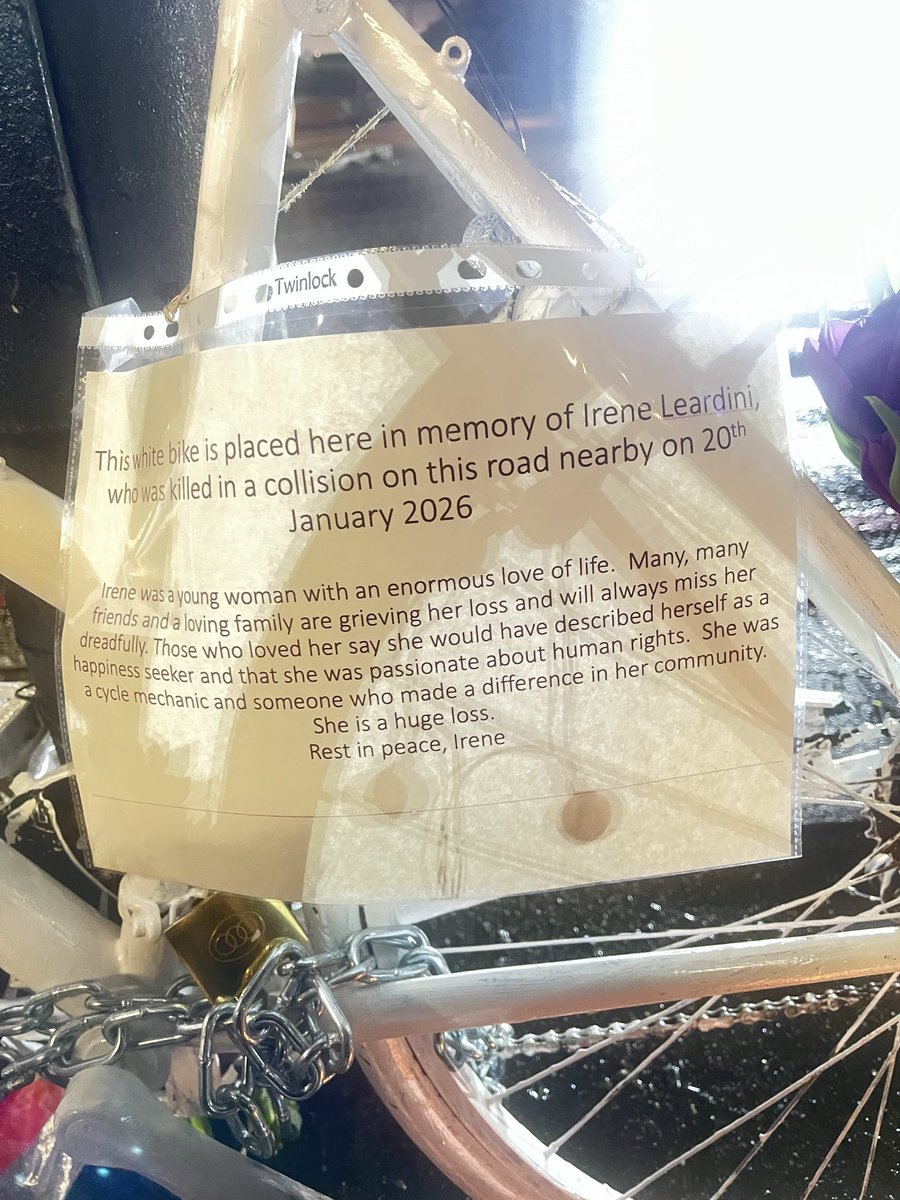 Twinlock
This white bike is placed here in memory of Irene Leardini,
who was killed in a collision on this road nearby on 20th
January 2026
Irene was a young woman with an enormous love of life.  Many, many
friends and a loving family are grieving her loss and will always miss her
dreadfully. Those who loved her say she would have described herself as a
happiness seeker and that she was passionate about human rights.  She was
a cycle mechanic and someone who made a difference in her community.
She is a huge loss.
Rest in peace, Irene